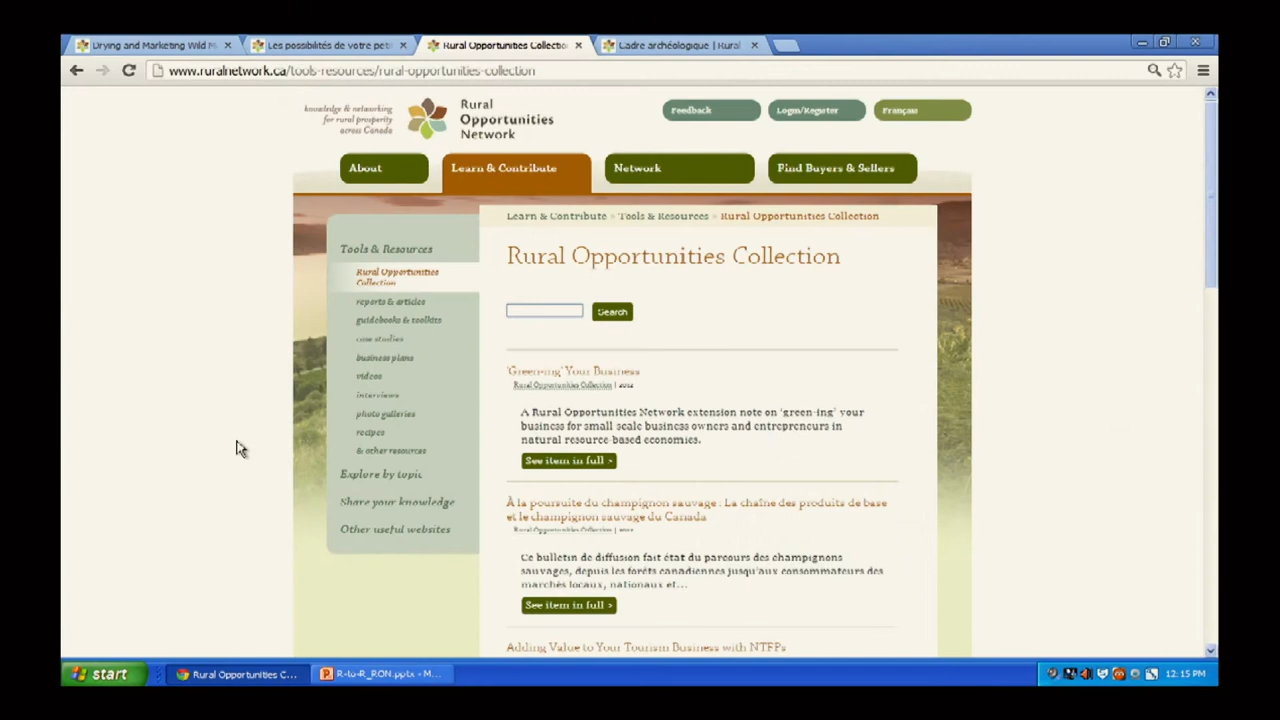 Drying and Marketing Wild M
Les possibilités de votre peti
Rural Opportunities Collectio
Cadre archéologique | Rural
www.ruralnetwork.ca/tools-resources/rural-opportunities-collection
knowledge & networking
for rural prosperity
across Canada
Rural
Opportunities
Network
Feedback
Login/Register
Français
About
Learn & Contribute
Network
Find Buyers & Sellers
Learn & Contribute » Tools & Resources » Rural Opportunities Collection
Tools & Resources
Rural Opportunities
Collection
reports & articles
guidebooks & toolkits
case studies
business plans
videos
interviews
photo galleries
recipes
& other resources
Explore by topic
Share your knowledge
Other useful websites
Rural Opportunities Collection
Search
'Green-ing' Your Business
Rural Opportunities Collection | 2012
A Rural Opportunities Network extension note on 'green-ing' your
business for small-scale business owners and entrepreneurs in
natural resource-based economies.
See item in full >
À la poursuite du champignon sauvage : La chaîne des produits de base
et le champignon sauvage du Canada
Rural Opportunities Collection | 2012
Ce bulletin de diffusion fait état du parcours des champignons
sauvages, depuis les forêts canadiennes jusqu'aux consommateurs des
marchés locaux, nationaux et...
See item in full >
Adding Value to Your Tourism Business with NTFPs
start
Rural Opportunities C...
R-to-R_RON.pptx - M...
12:15 PM